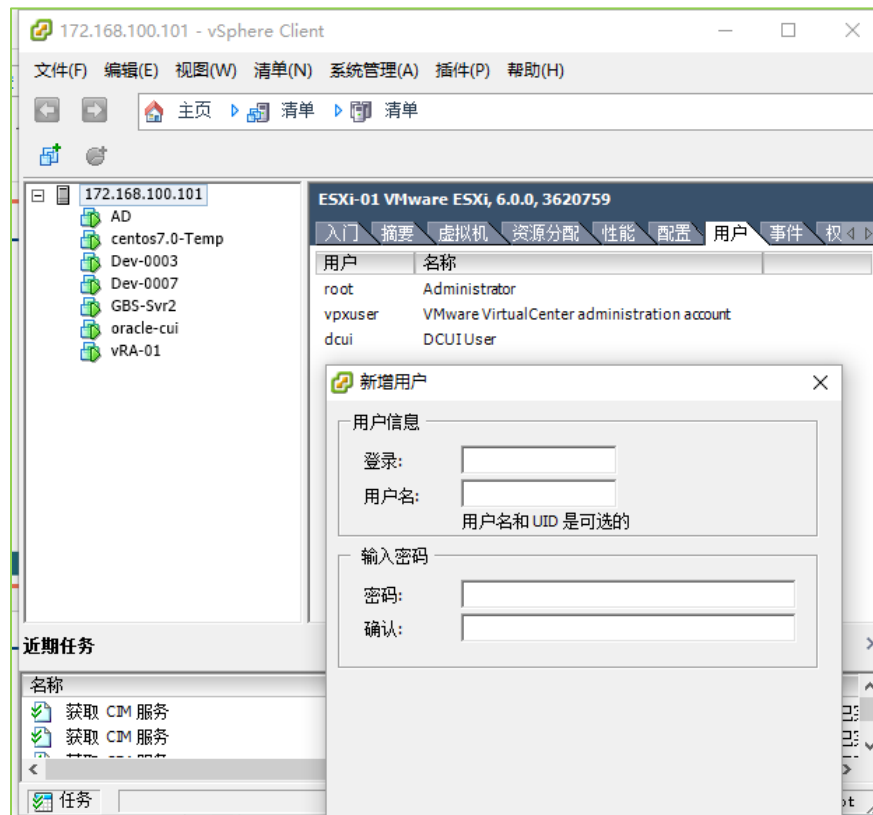 172.168.100.101 - vSphere Client
文件(F) 编辑(E) 视图(W) 清单(N) 系统管理(A) 插件(P) 帮助(H)
主页 清单 清单
172.168.100.101
AD
centos7.0-Temp
Dev-0003
Dev-0007
GBS-Svr2
oracle-cui
vRA-01
ESXi-01 VMware ESXi, 6.0.0, 3620759
入门 摘要 虚拟机 资源分配 性能 配置 用户 事件 权
用户 名称
root Administrator
vpxuser VMware VirtualCenter administration account
dcui DCUI User
新增用户
用户信息
登录:
用户名:
用户名和 UID 是可选的
输入密码
密码:
确认:
近期任务
名称
获取 CIM 服务
获取 CIM 服务
任务